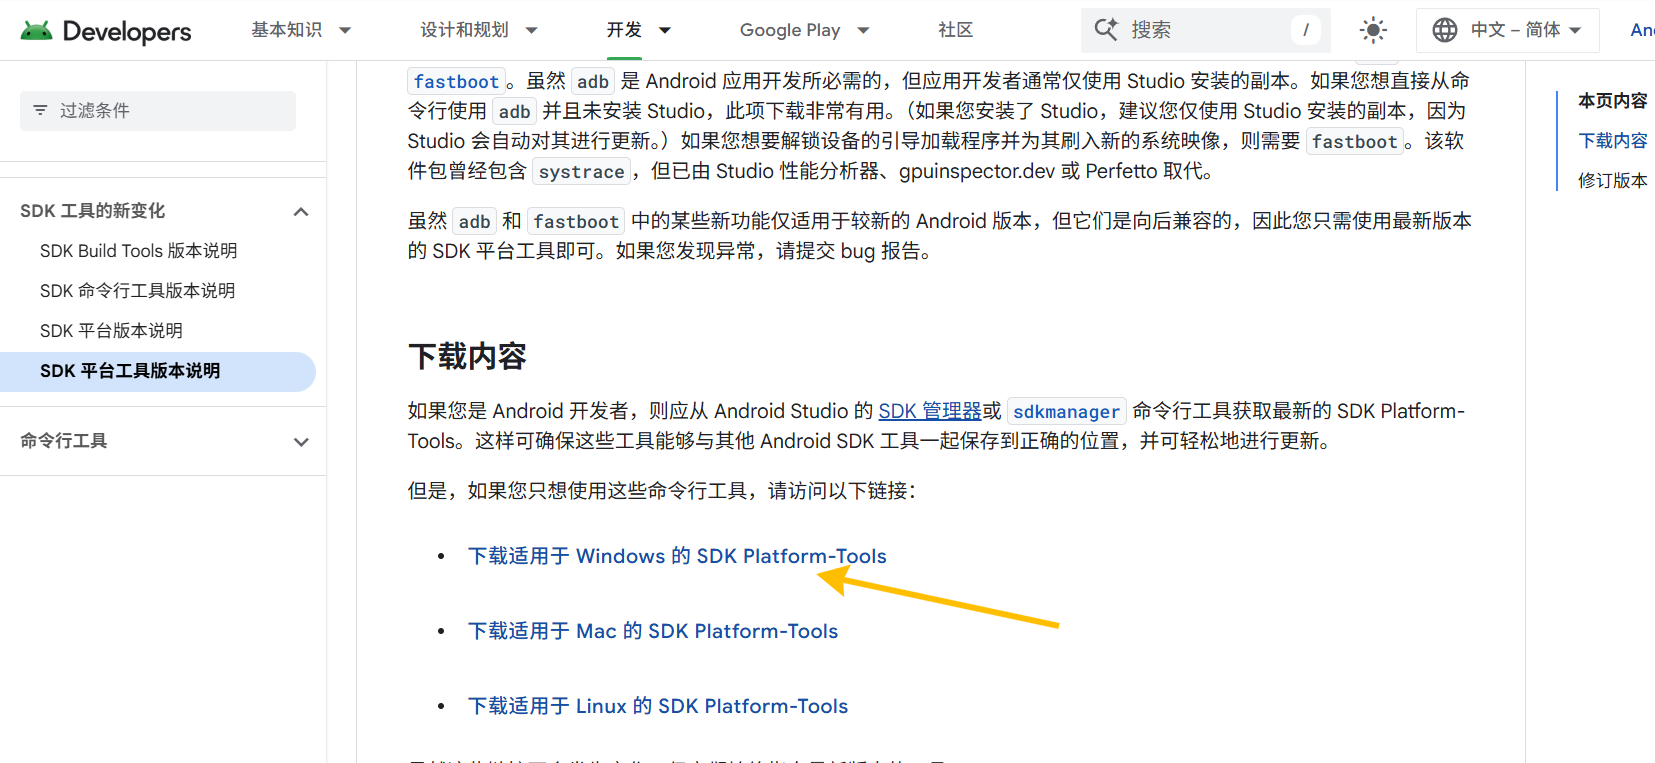 Developers
基本知识
设计和规划
开发
Google Play
社区
搜索
/
中文 – 简体
过滤条件
SDK 工具的新变化
SDK Build Tools 版本说明
SDK 命令行工具版本说明
SDK 平台版本说明
SDK 平台工具版本说明
命令行工具
fastboot。虽然 adb 是 Android 应用开发所必需的，但应用开发者通常仅使用 Studio 安装的副本。如果您想直接从命
令行使用 adb 并且未安装 Studio，此项下载非常有用。（如果您安装了 Studio，建议您仅使用 Studio 安装的副本，因为
Studio 会自动对其进行更新。）如果您想要解锁设备的引导加载程序并为其刷入新的系统映像，则需要 fastboot。该软
件包曾经包含 systrace，但已由 Studio 性能分析器、gpuinspector.dev 或 Perfetto 取代。
虽然 adb 和 fastboot 中的某些新功能仅适用于较新的 Android 版本，但它们是向后兼容的，因此您只需使用最新版本
的 SDK 平台工具即可。如果您发现异常，请提交 bug 报告。
下载内容
如果您是 Android 开发者，则应从 Android Studio 的 SDK 管理器或 sdkmanager 命令行工具获取最新的 SDK Platform-
Tools。这样可确保这些工具能够与其他 Android SDK 工具一起保存到正确的位置，并可轻松地进行更新。
但是，如果您只想使用这些命令行工具，请访问以下链接：
• 下载适用于 Windows 的 SDK Platform-Tools
• 下载适用于 Mac 的 SDK Platform-Tools
• 下载适用于 Linux 的 SDK Platform-Tools
本页内容
下载内容
修订版本